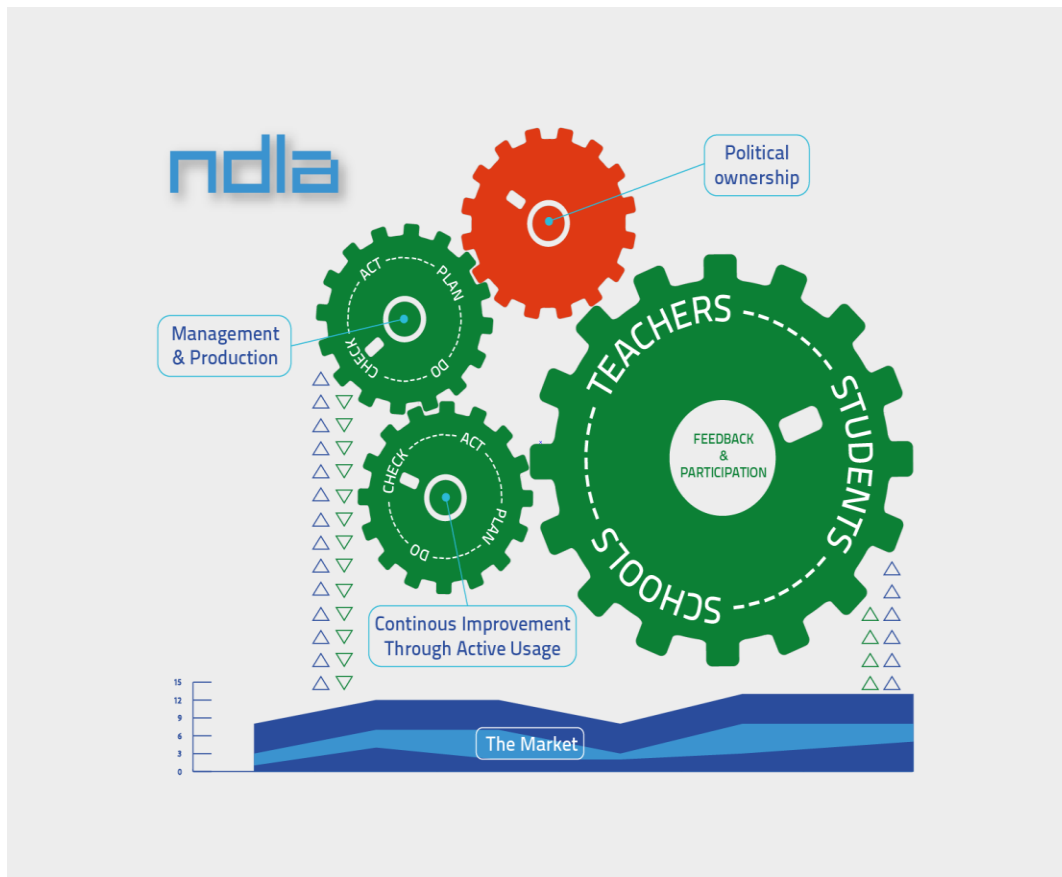 ndla
Political
ownership
ACT
PLAN
DO
CHECK
Management
& Production
TEACHERS
STUDENTS
SCHOOLS
FEEDBACK
&
PARTICIPATION
ACT
PLAN
DO
CHECK
Continous Improvement
Through Active Usage
15
12
9
6
3
0
The Market
x